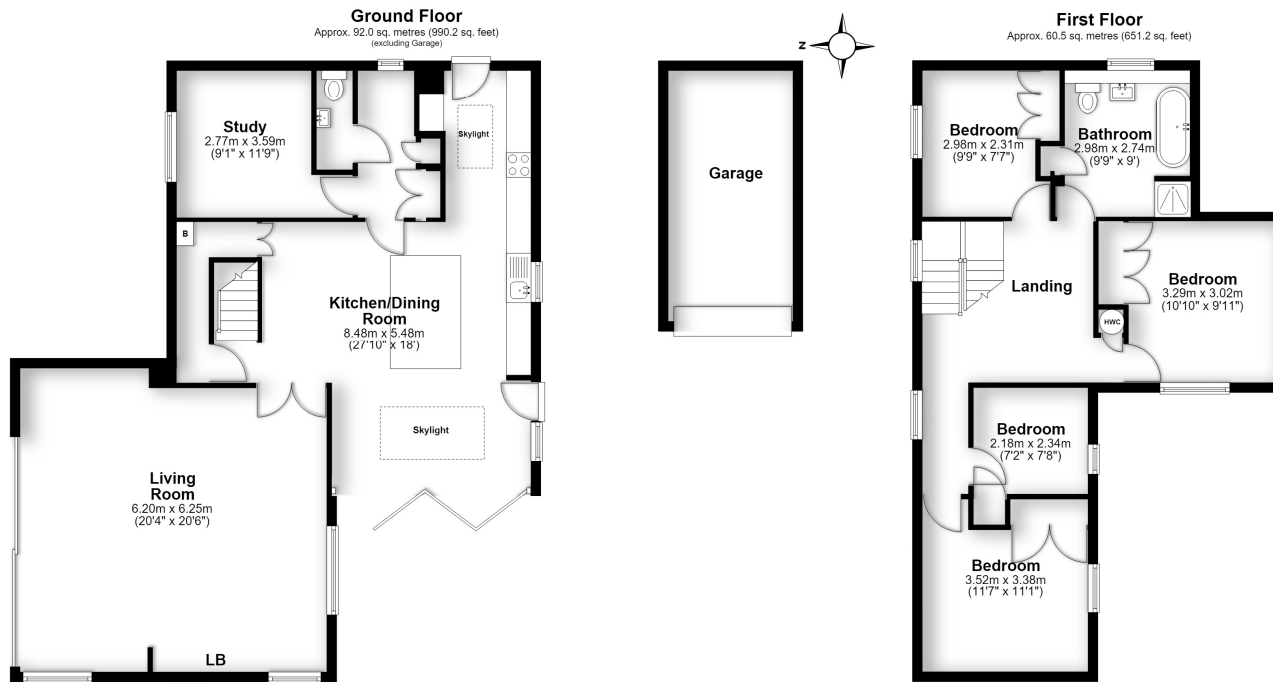 Ground Floor
Approx. 92.0 sq. metres (990.2 sq. feet)
(excluding Garage)
Study
2.77m x 3.59m
(9'1" x 11'9")
Skylight
B
Kitchen/Dining
Room
8.48m x 5.48m
(27'10" x 18')
Skylight
Living
Room
6.20m x 6.25m
(20'4" x 20'6")
LB
Garage
Z
First Floor
Approx. 60.5 sq. metres (651.2 sq. feet)
Bedroom
2.98m x 2.31m
(9'9" x 7'7")
Bathroom
2.98m x 2.74m
(9'9" x 9')
Landing
Bedroom
3.29m x 3.02m
(10'10" x 9'11")
HWC
Bedroom
2.18m x 2.34m
(7'2" x 7'8")
Bedroom
3.52m x 3.38m
(11'7" x 11'1")